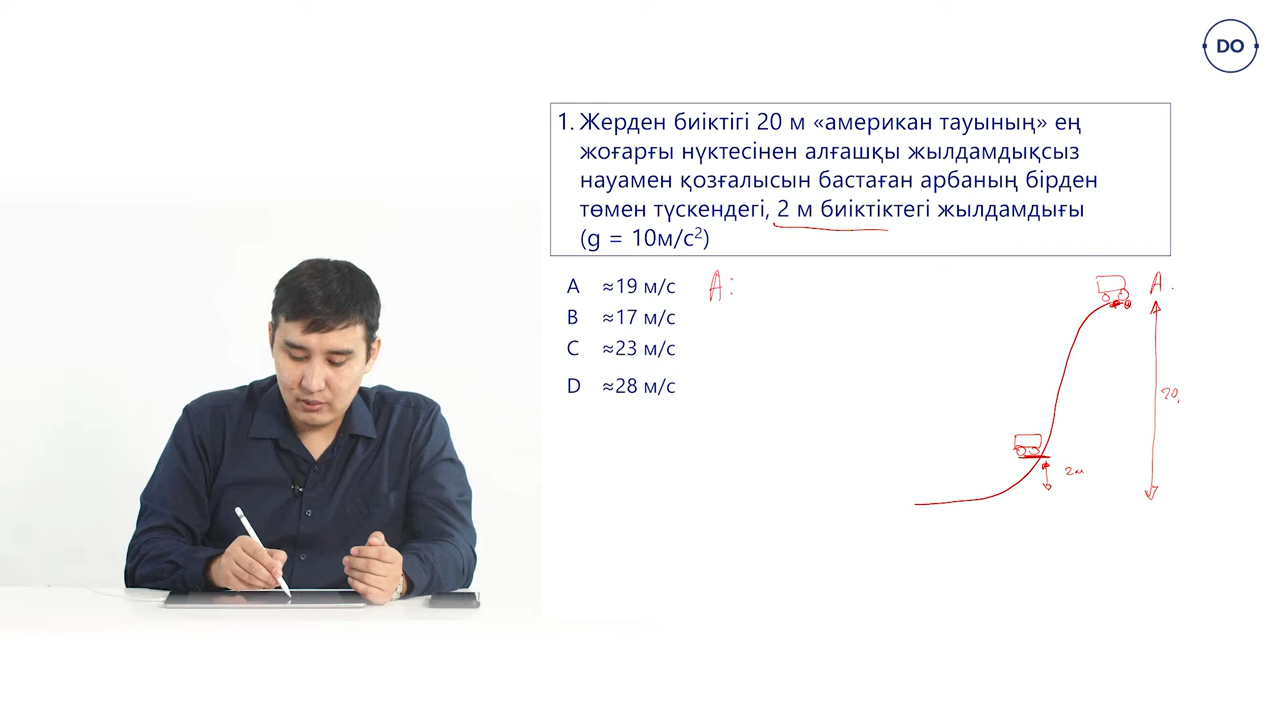 DO
1. Жерден биіктігі 20 м «американ тауының» ең
жоғарғы нүктесінен алғашқы жылдамдықсыз
науамен қозғалысын бастаған арбаның бірден
төмен түскендегі, 2 м биіктіктегі жылдамдығы
(g = 10м/с²)
A ≈19 м/с
B ≈17 м/с
C ≈23 м/с
D ≈28 м/с
A:
A.
20
2м